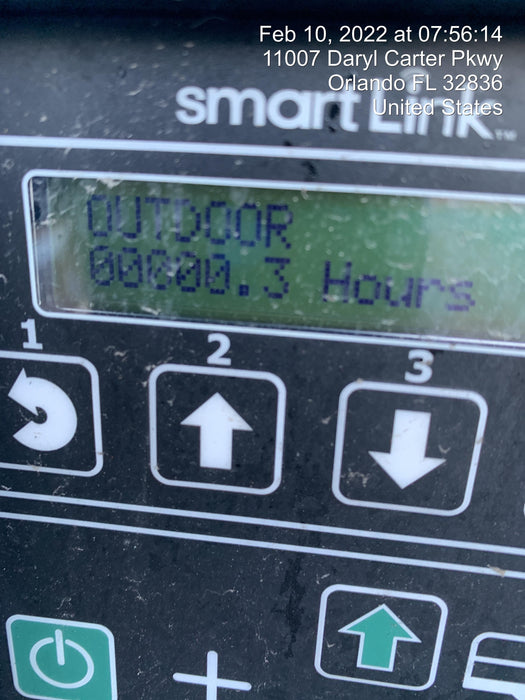 Feb 10, 2022 at 07:56:14
11007 Daryl Carter Pkwy
Orlando FL 32836
United States
smart Link™
OUTDOOR
00000.3 Hours
1 2 3